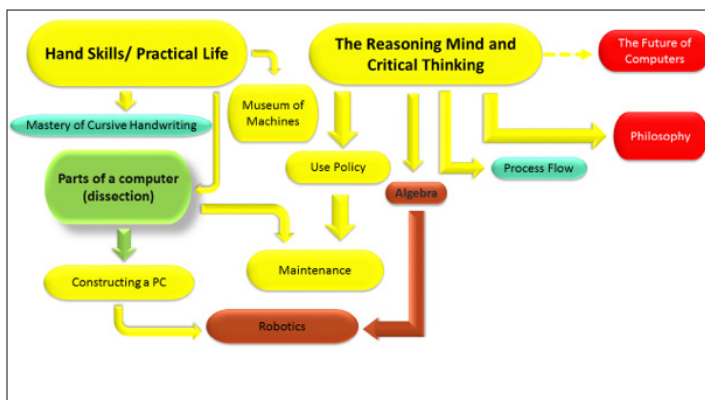 Hand Skills/ Practical Life
The Reasoning Mind and
Critical Thinking
The Future of
Computers
Museum of
Machines
Mastery of Cursive Handwriting
Philosophy
Use Policy
Process Flow
Parts of a computer
(dissection)
Algebra
Maintenance
Constructing a PC
Robotics